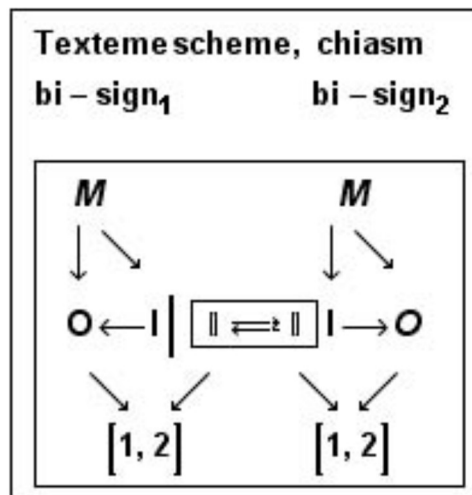 Texteme scheme, chiasm
bi – sign₁ bi – sign₂
M M
↓ ↘ ↓ ↘
O ← I | 𝕀 ⇌ 𝕀 I → O
↘ ↙ ↘ ↙
[1, 2] [1, 2]